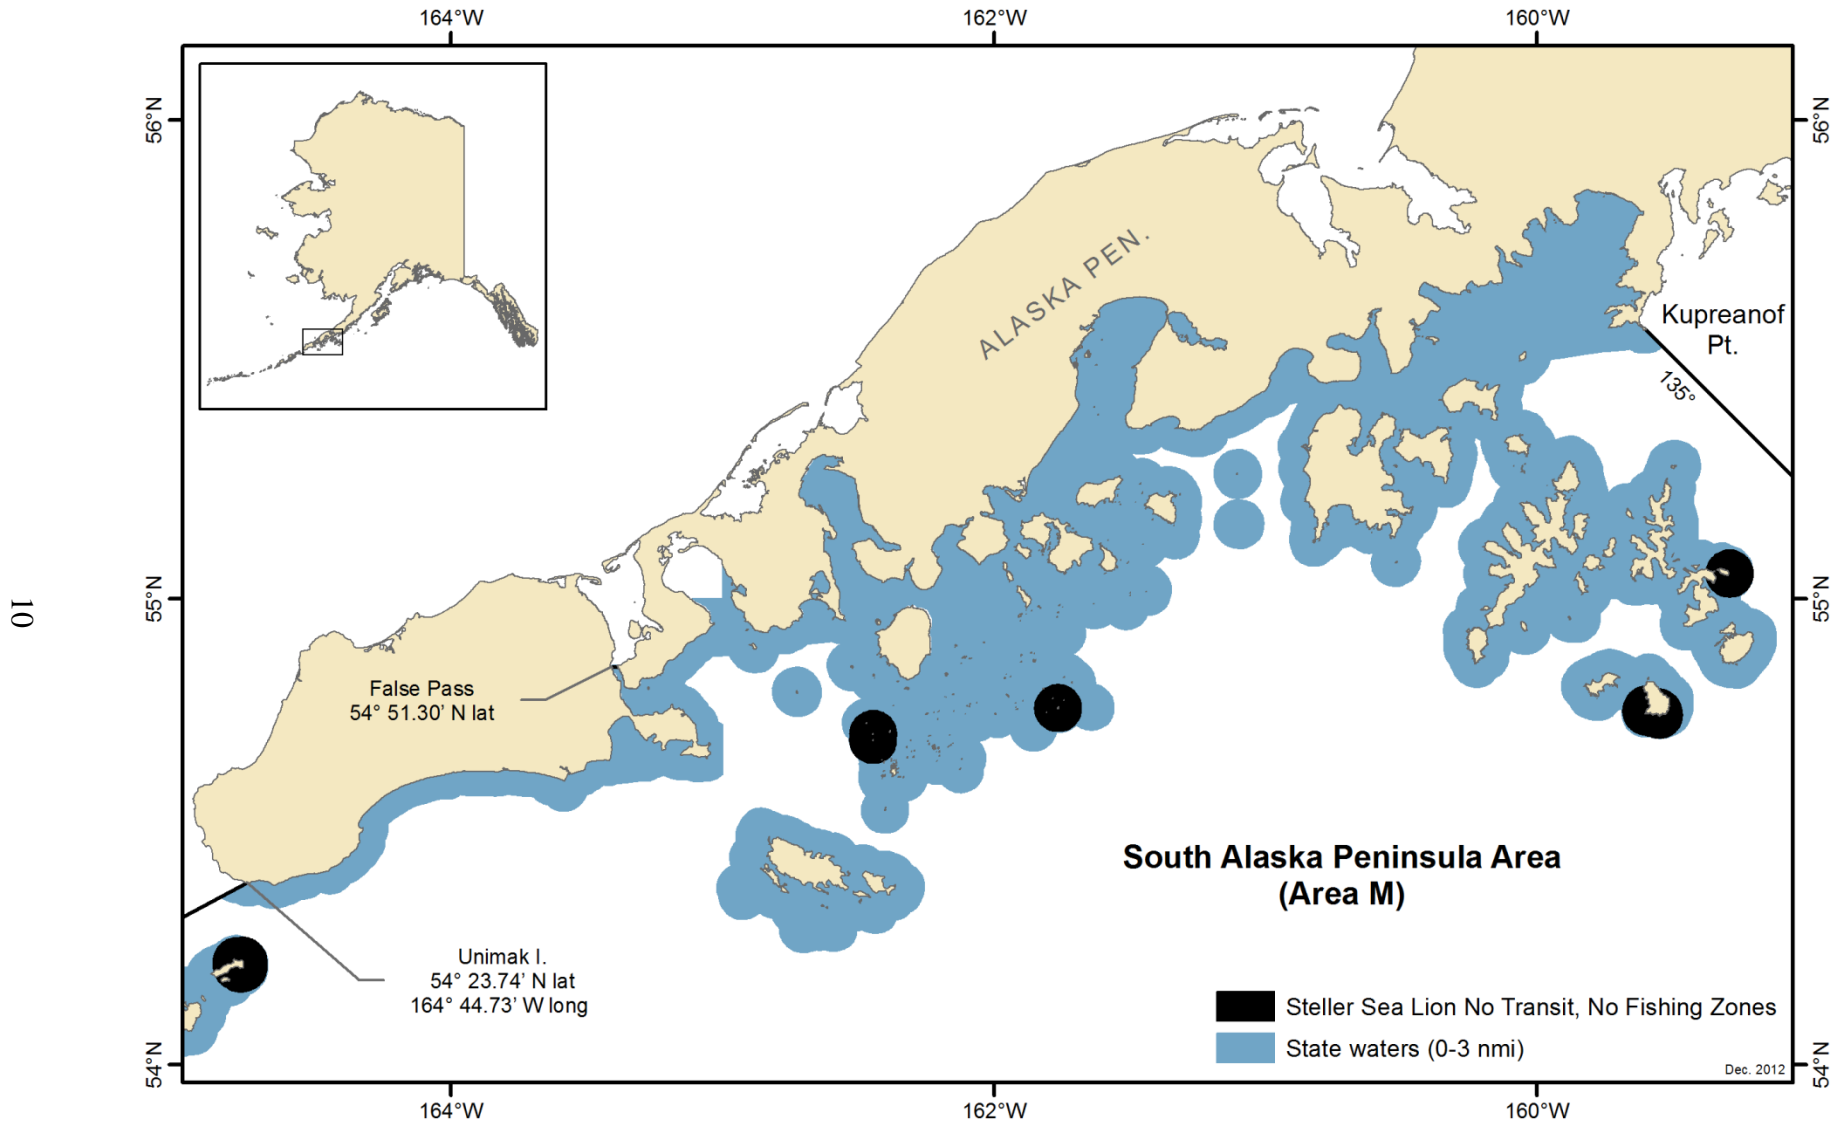 164°W 162°W 160°W
56°N 56°N
ALASKA PEN.
Kupreanof
Pt.
135°
10
55°N 55°N
False Pass
54° 51.30' N lat
South Alaska Peninsula Area
(Area M)
Unimak I.
54° 23.74' N lat
164° 44.73' W long
Steller Sea Lion No Transit, No Fishing Zones
State waters (0-3 nmi)
54°N 54°N
Dec. 2012
164°W 162°W 160°W